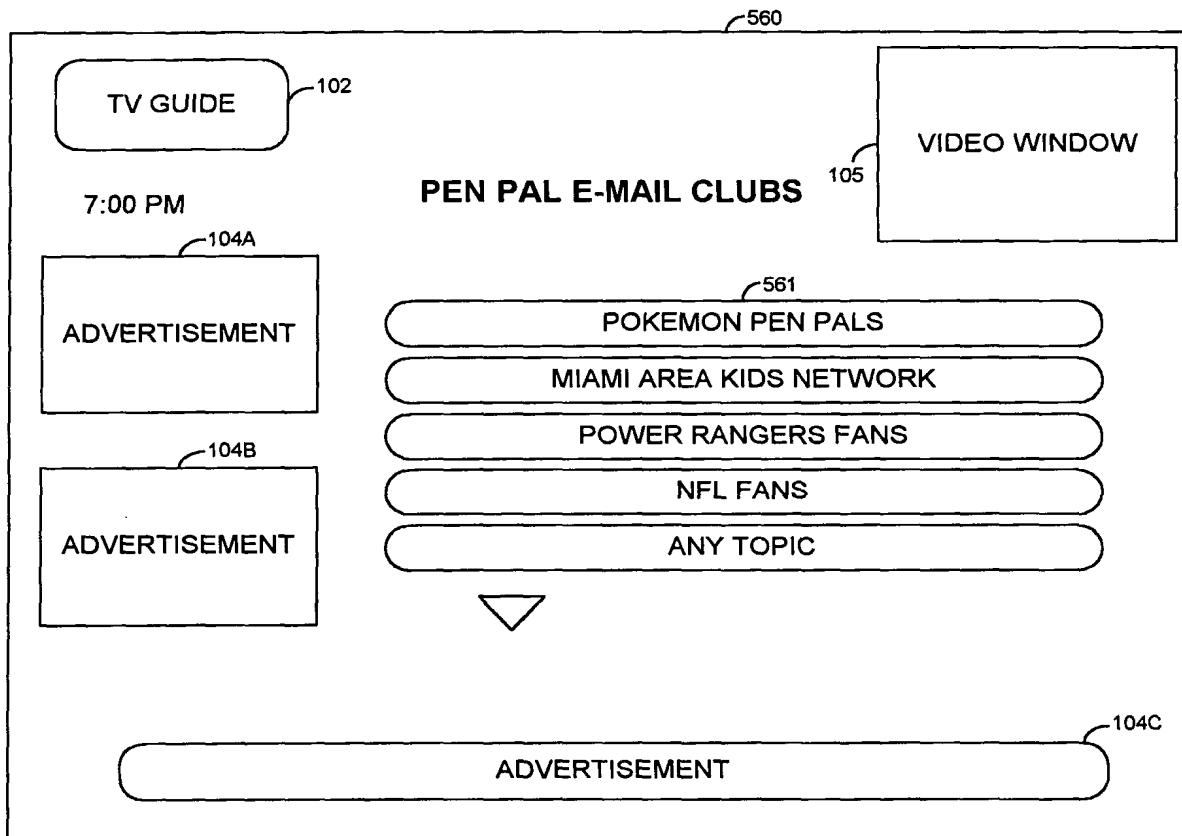 560
TV GUIDE
102
VIDEO WINDOW
105
PEN PAL E-MAIL CLUBS
7:00 PM
104A
ADVERTISEMENT
561
POKEMON PEN PALS
MIAMI AREA KIDS NETWORK
POWER RANGERS FANS
NFL FANS
ANY TOPIC
104B
ADVERTISEMENT
104C
ADVERTISEMENT